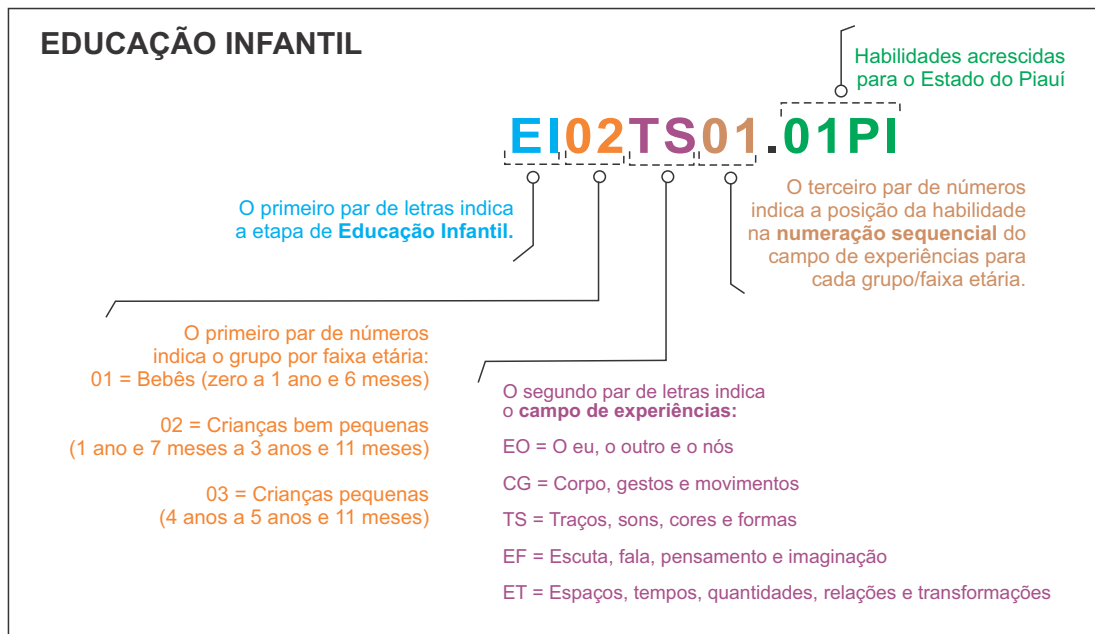 EDUCAÇÃO INFANTIL
Habilidades acrescidas
para o Estado do Piauí
EI02TS01.01PI
O primeiro par de letras indica
a etapa de Educação Infantil.
O terceiro par de números
indica a posição da habilidade
na numeração sequencial do
campo de experiências para
cada grupo/faixa etária.
O primeiro par de números
indica o grupo por faixa etária:
01 = Bebês (zero a 1 ano e 6 meses)
02 = Crianças bem pequenas
(1 ano e 7 meses a 3 anos e 11 meses)
03 = Crianças pequenas
(4 anos a 5 anos e 11 meses)
O segundo par de letras indica
o campo de experiências:
EO = O eu, o outro e o nós
CG = Corpo, gestos e movimentos
TS = Traços, sons, cores e formas
EF = Escuta, fala, pensamento e imaginação
ET = Espaços, tempos, quantidades, relações e transformações